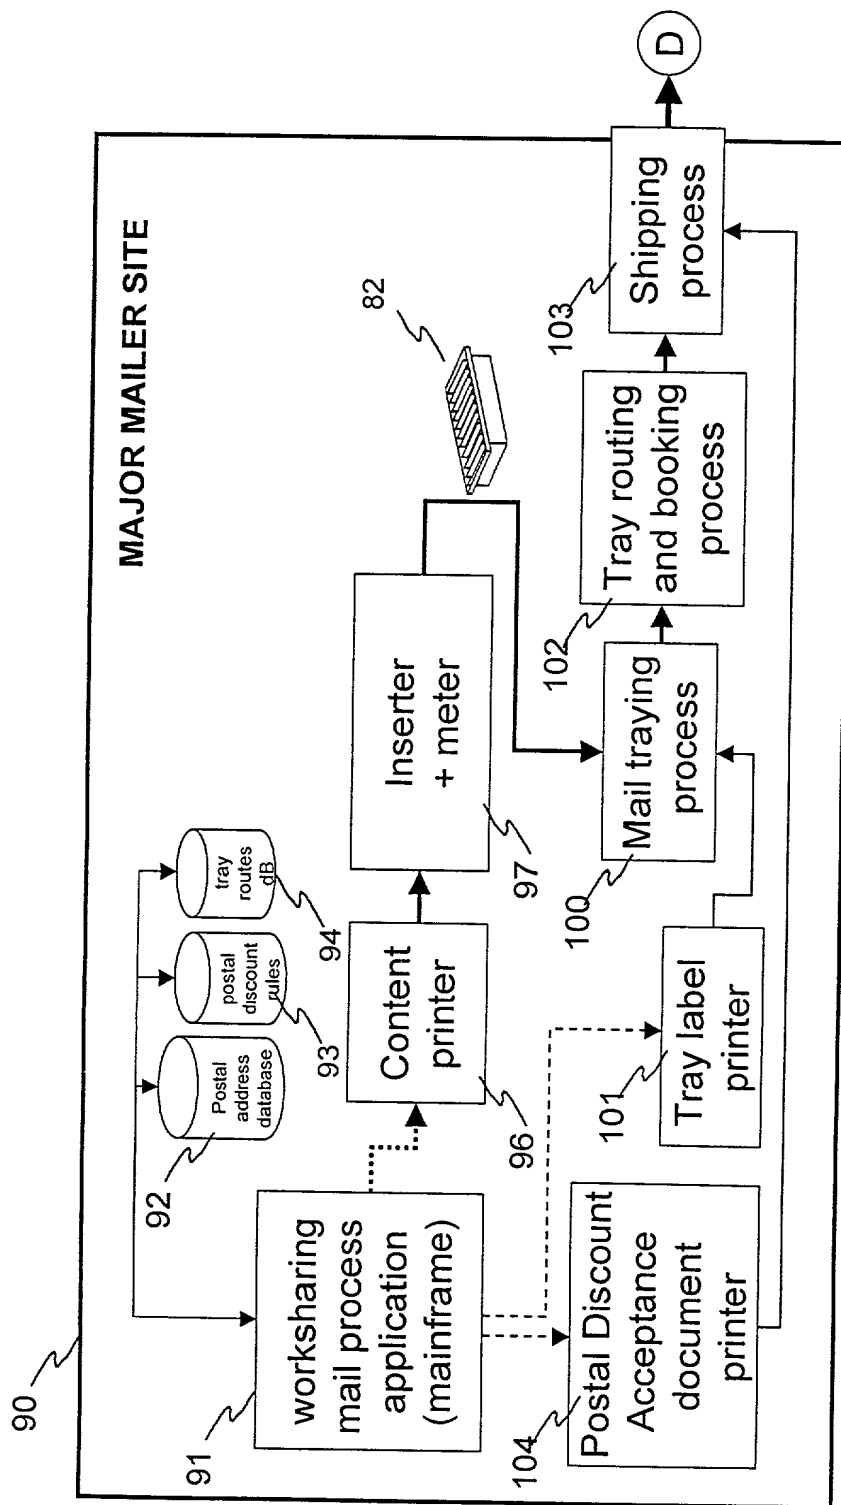 90
MAJOR MAILER SITE
92
Postal
address
database
93
postal
discount
rules
94
tray
routes
dB
91
worksharing
mail process
application
(mainframe)
96
Content
printer
97
Inserter
+ meter
82
104
Postal Discount
Acceptance
document
printer
101
Tray label
printer
100
Mail traying
process
102
Tray routing
and booking
process
103
Shipping
process
D